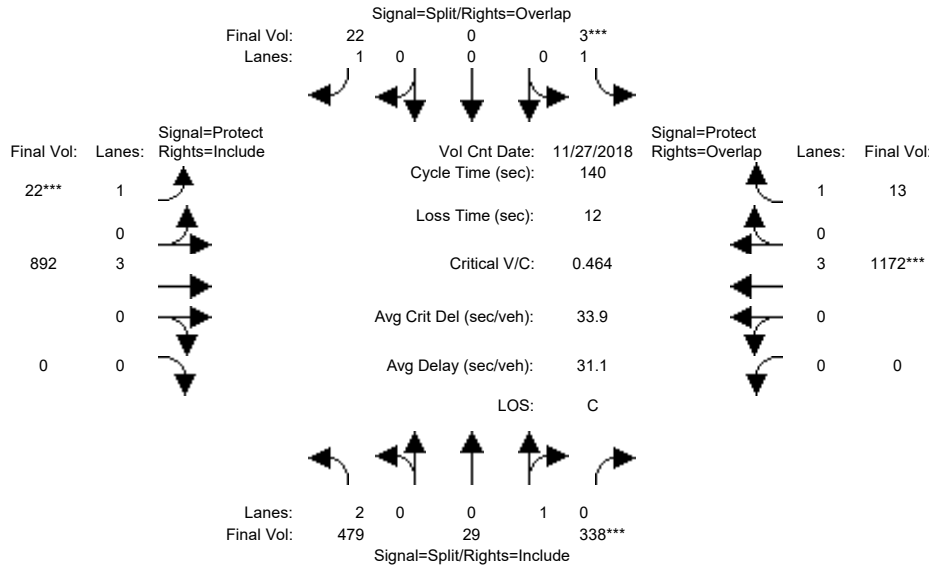 Signal=Split/Rights=Overlap
Final Vol: 22 0 3***
Lanes: 1 0 0 0 1
Signal=Protect Signal=Protect
Final Vol: Lanes: Rights=Include Vol Cnt Date: 11/27/2018 Rights=Overlap Lanes: Final Vol:
Cycle Time (sec): 140
22*** 1 1 13
Loss Time (sec): 12
0 0
892 3 Critical V/C: 0.464 3 1172***
0 Avg Crit Del (sec/veh): 33.9 0
0 0 Avg Delay (sec/veh): 31.1 0 0
LOS: C
Lanes: 2 0 0 1 0
Final Vol: 479 29 338***
Signal=Split/Rights=Include